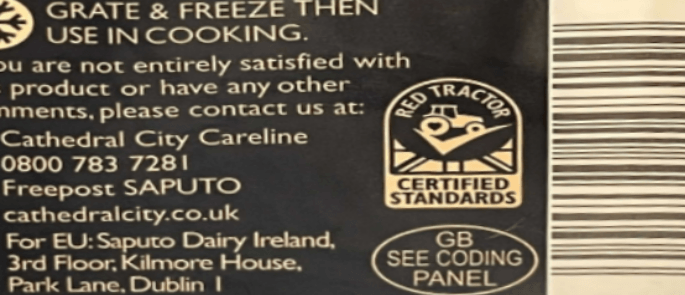 GRATE & FREEZE THEN
USE IN COOKING.
ou are not entirely satisfied with
product or have any other
nments, please contact us at:
Cathedral City Careline
0800 783 7281
Freepost SAPUTO
cathedralcity.co.uk
For EU: Saputo Dairy Ireland,
3rd Floor, Kilmore House,
Park Lane, Dublin 1
RED TRACTOR
CERTIFIED
STANDARDS
GB
SEE CODING
PANEL